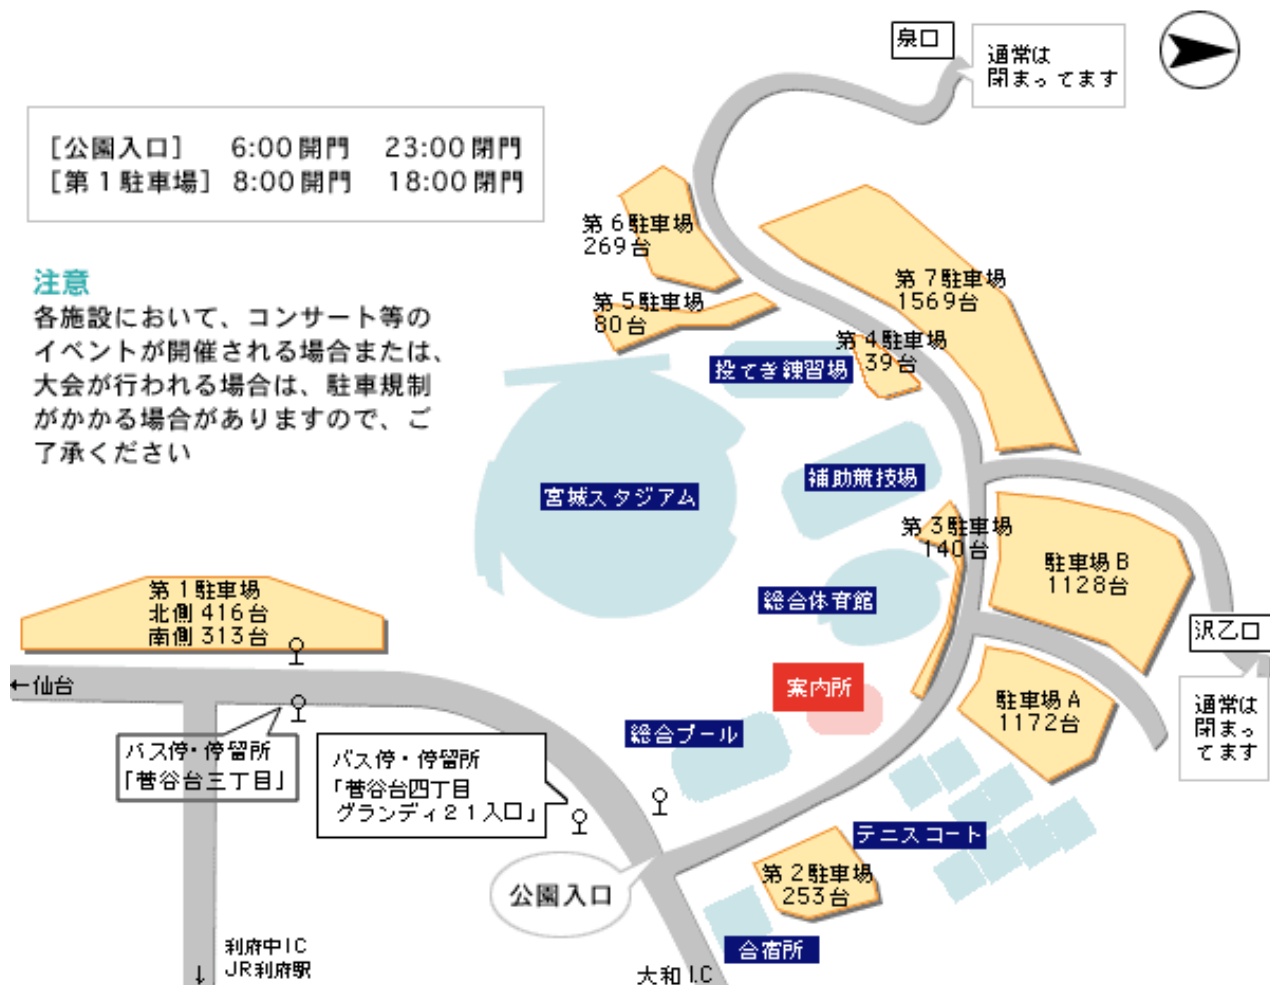 泉口
通常は
閉まってます
[公園入口] 6:00開門 23:00閉門
[第1駐車場] 8:00開門 18:00閉門
注意
各施設において、コンサート等の
イベントが開催される場合または、
大会が行われる場合は、駐車規制
がかかる場合がありますので、ご
了承ください
第6駐車場
269台
第5駐車場
80台
第7駐車場
1569台
第4駐車場
39台
投てき練習場
補助競技場
宮城スタジアム
第3駐車場
140台
駐車場B
1128台
総合体育館
第1駐車場
北側416台
南側313台
沢乙口
通常は
閉まっ
てます
←仙台
案内所
駐車場A
1172台
総合プール
バス停・停留所
「菅谷台三丁目」
バス停・停留所
「菅谷台四丁目
グランディ21入口」
テニスコート
第2駐車場
253台
公園入口
合宿所
利府中IC
JR利府駅
↓
大和I.C